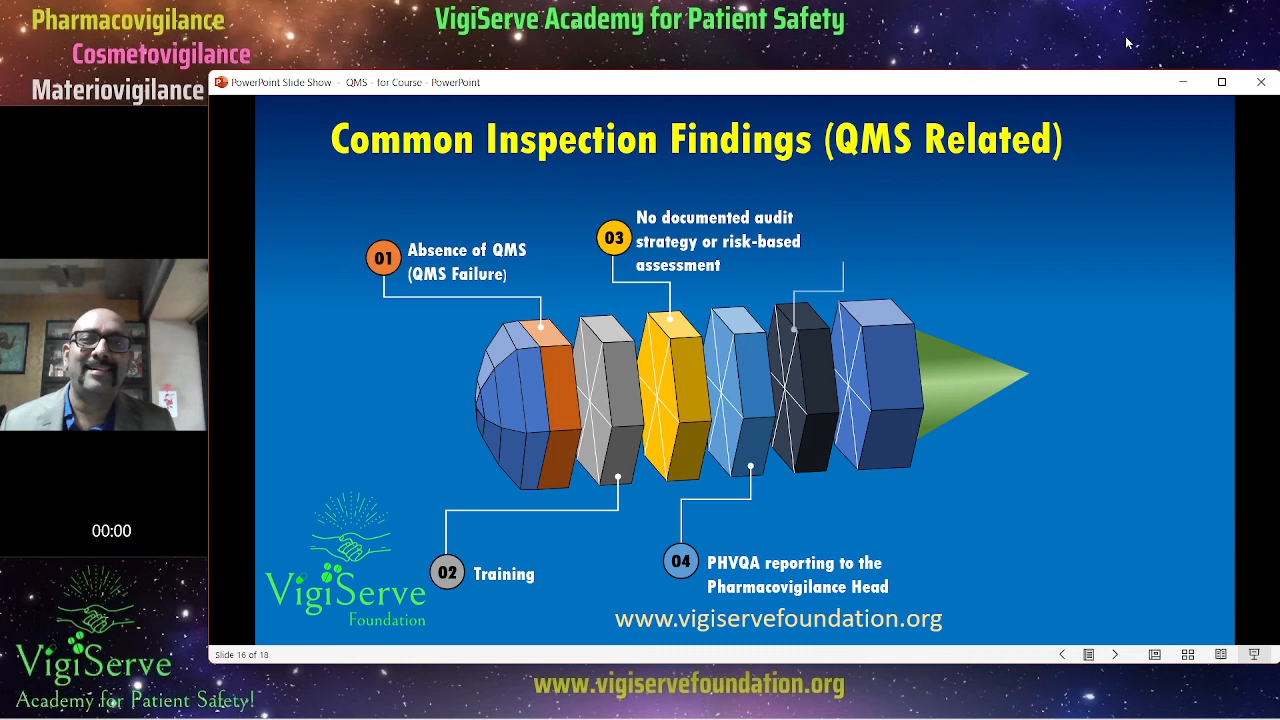 Pharmacovigilance
Cosmetovigilance
Materiovigilance
VigiServe Academy for Patient Safety
PowerPoint Slide Show - QMS - for Course - PowerPoint
Common Inspection Findings (QMS Related)
01
Absence of QMS
(QMS Failure)
03
No documented audit
strategy or risk-based
assessment
02
Training
04
PHVQA reporting to the
Pharmacovigilance Head
VigiServe
Foundation
www.vigiservefoundation.org
Slide 16 of 18
00:00
VigiServe
Academy for Patient Safety!
www.vigiservefoundation.org